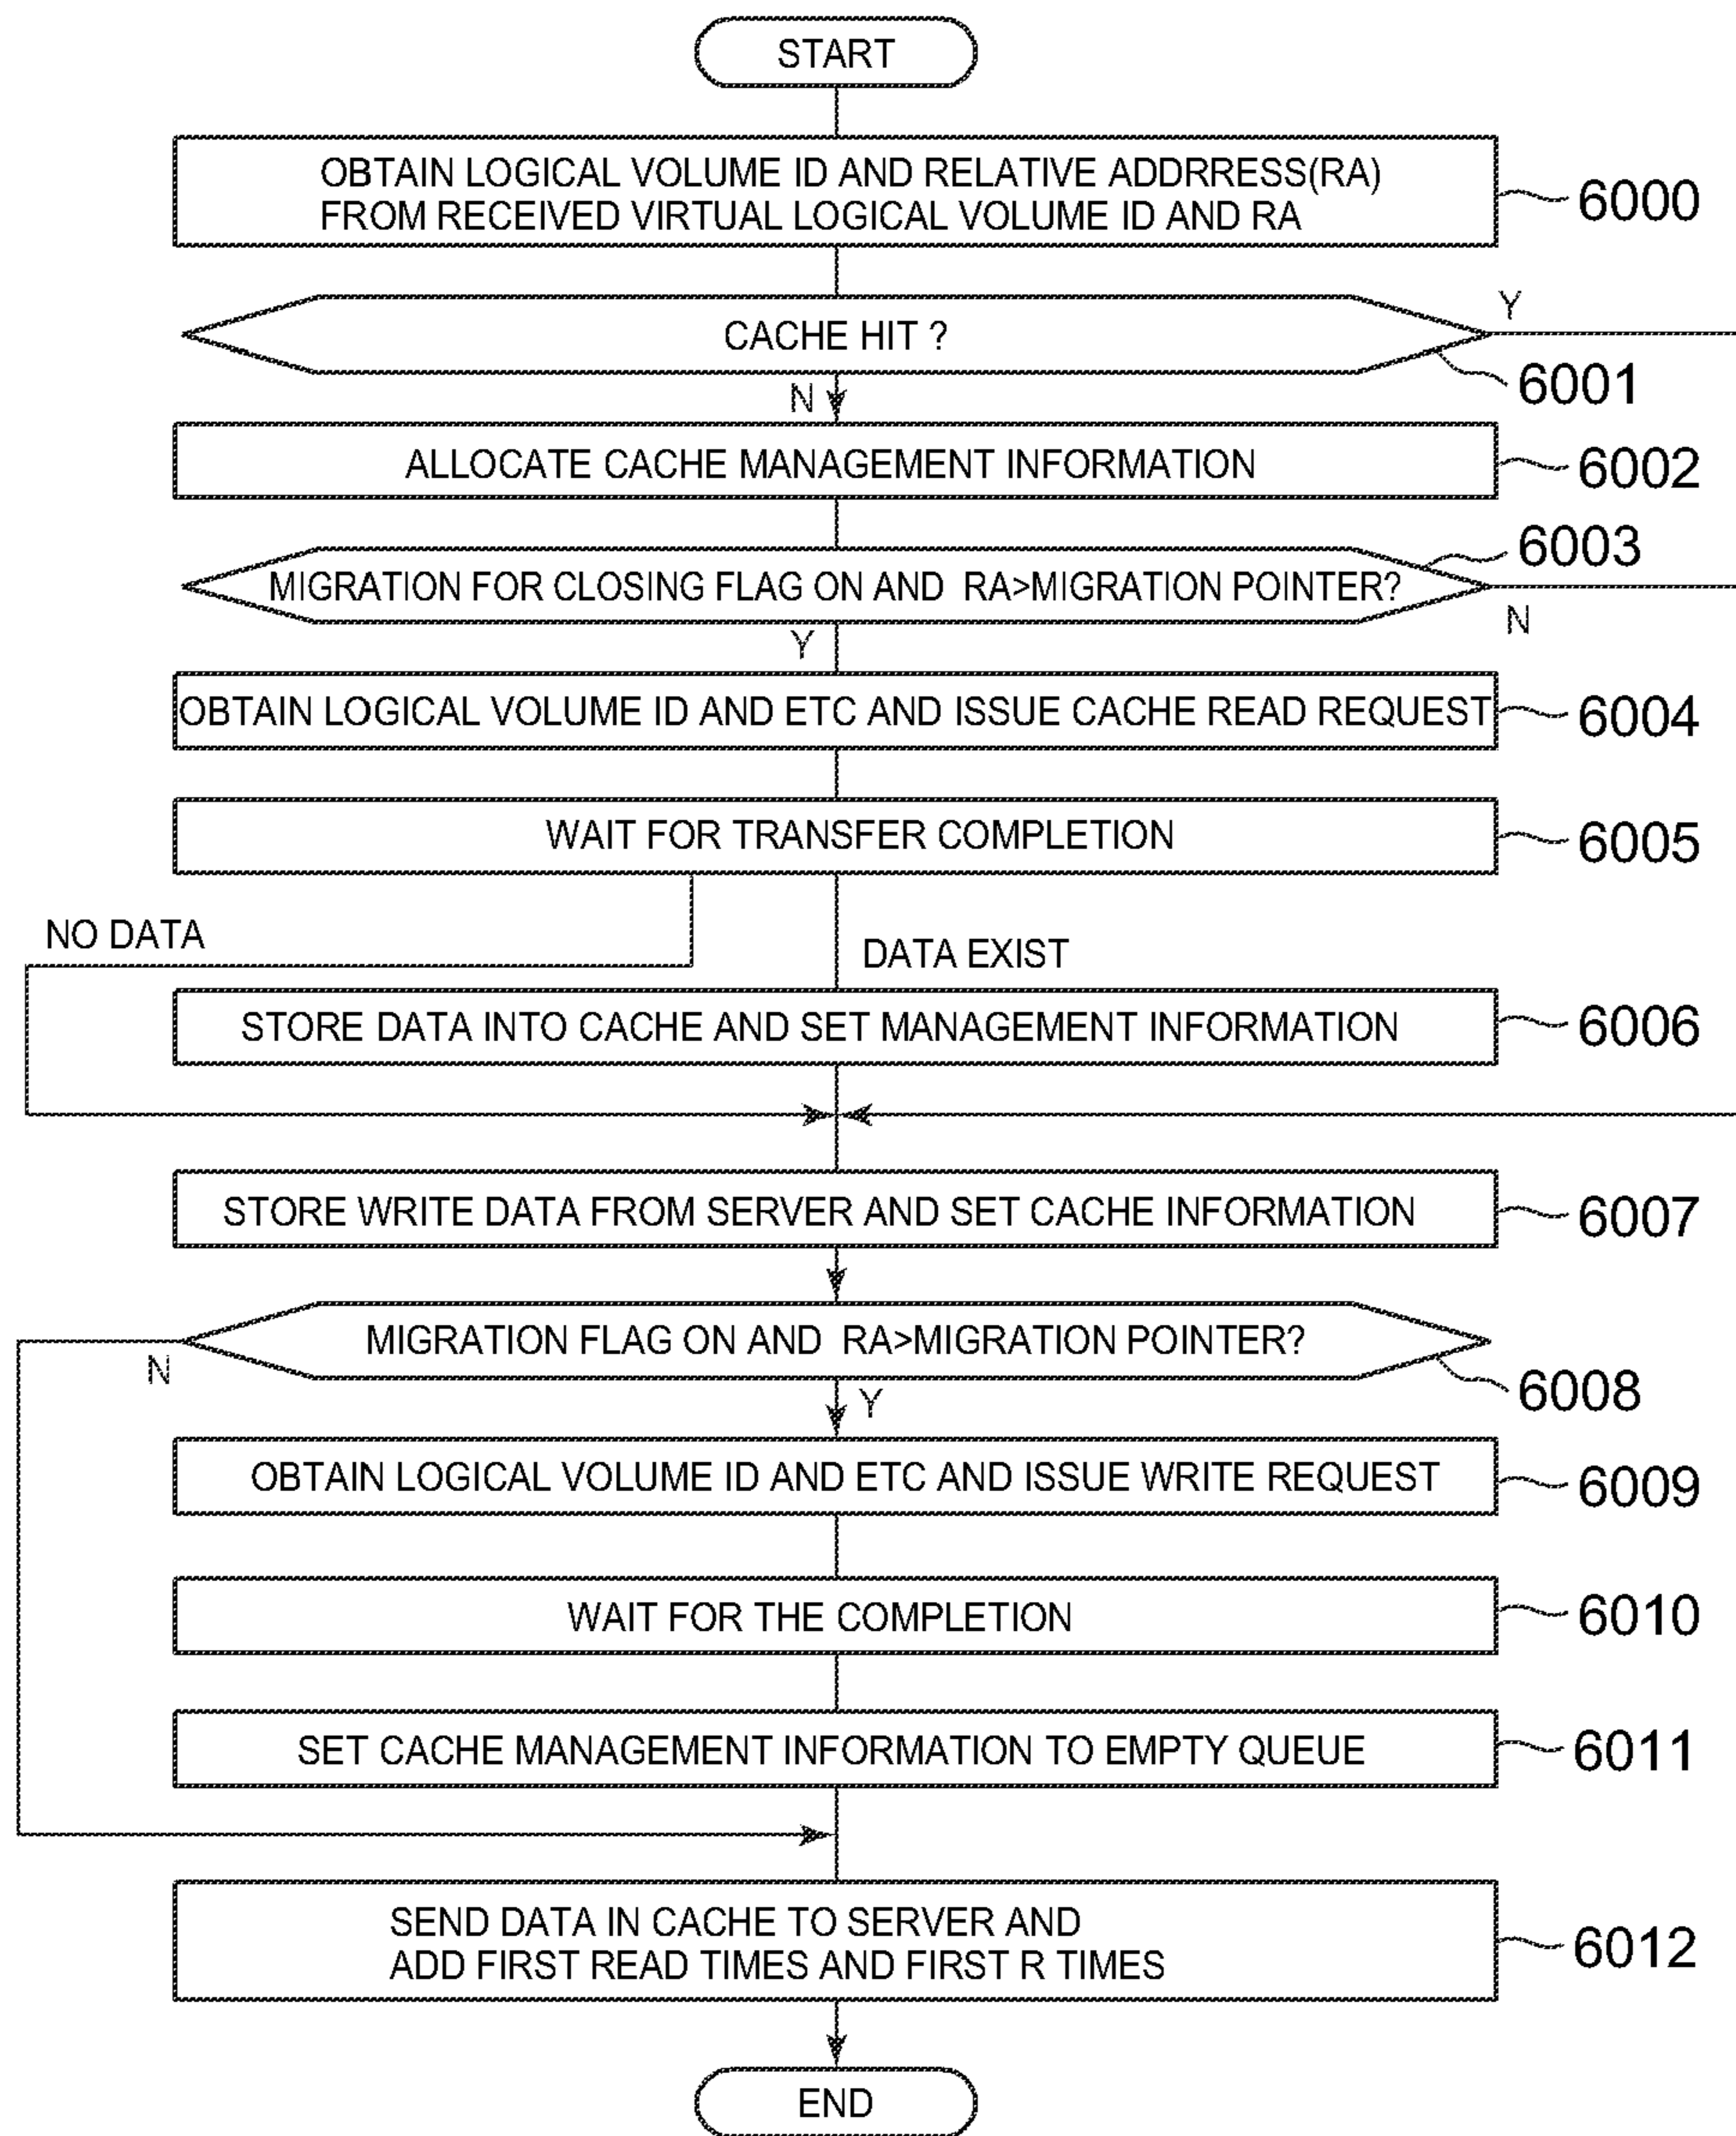 START
OBTAIN LOGICAL VOLUME ID AND RELATIVE ADDRRESS(RA)
FROM RECEIVED VIRTUAL LOGICAL VOLUME ID AND RA
6000
Y
CACHE HIT ?
6001
N
ALLOCATE CACHE MANAGEMENT INFORMATION
6002
6003
MIGRATION FOR CLOSING FLAG ON AND RA>MIGRATION POINTER?
N
Y
OBTAIN LOGICAL VOLUME ID AND ETC AND ISSUE CACHE READ REQUEST
6004
WAIT FOR TRANSFER COMPLETION
6005
NO DATA
DATA EXIST
STORE DATA INTO CACHE AND SET MANAGEMENT INFORMATION
6006
STORE WRITE DATA FROM SERVER AND SET CACHE INFORMATION
6007
MIGRATION FLAG ON AND RA>MIGRATION POINTER?
N
6008
Y
OBTAIN LOGICAL VOLUME ID AND ETC AND ISSUE WRITE REQUEST
6009
WAIT FOR THE COMPLETION
6010
SET CACHE MANAGEMENT INFORMATION TO EMPTY QUEUE
6011
SEND DATA IN CACHE TO SERVER AND
ADD FIRST READ TIMES AND FIRST R TIMES
6012
END